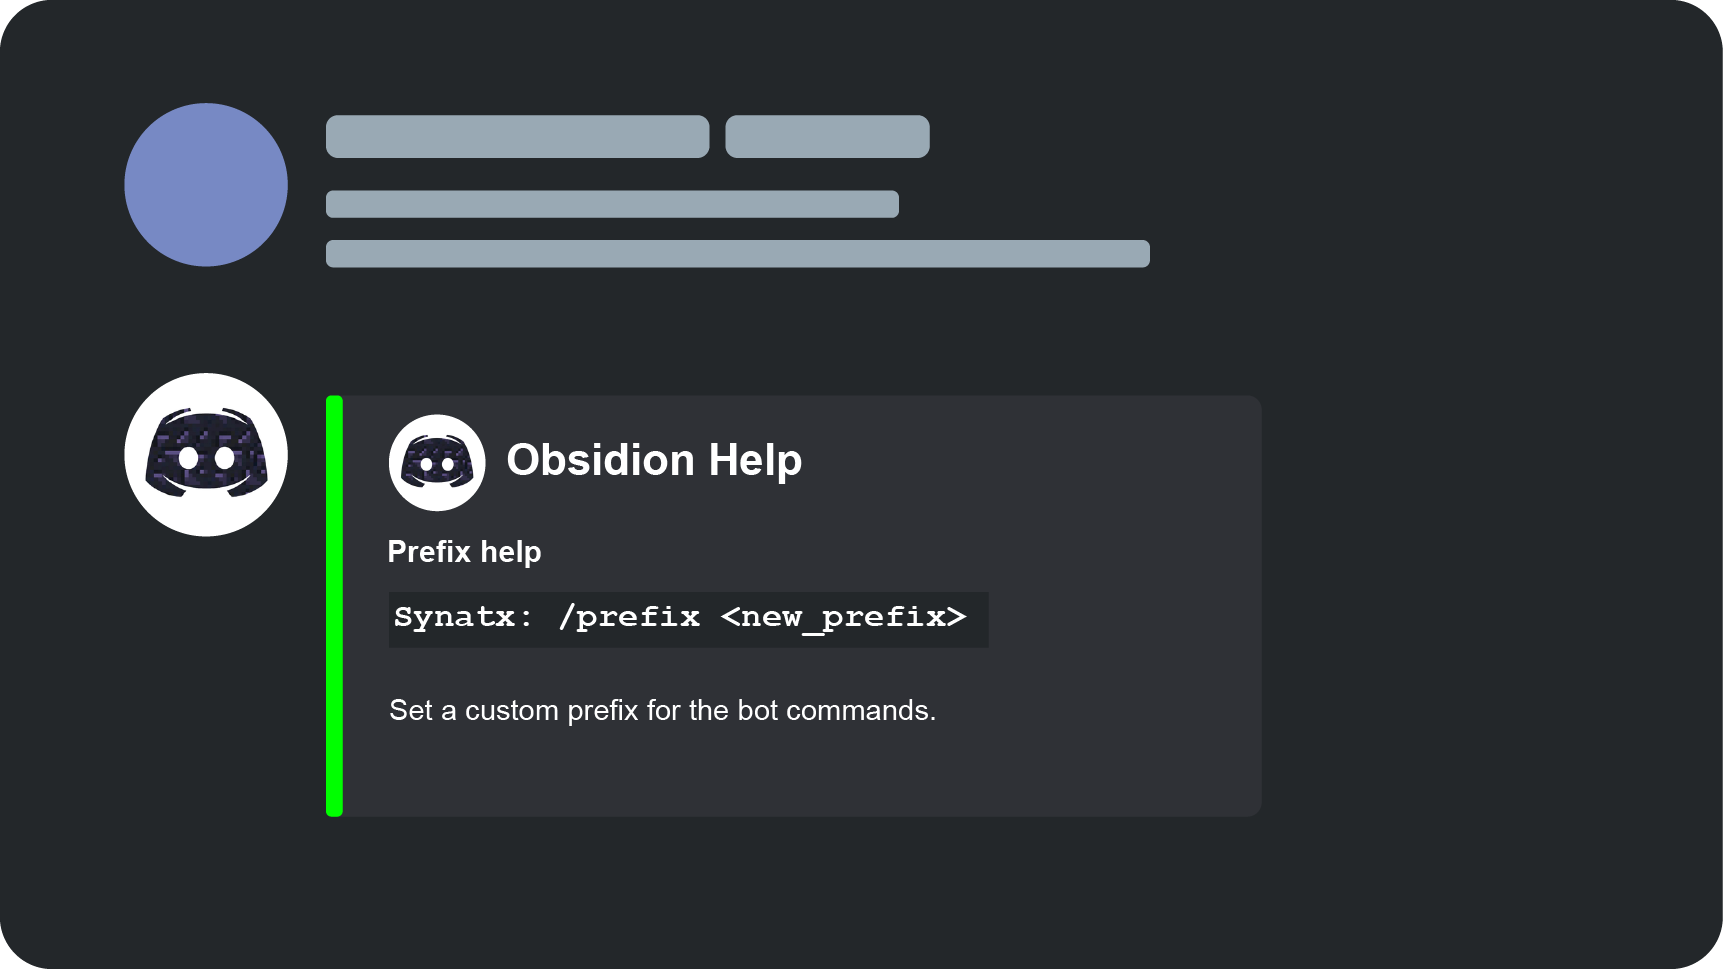 Obsidion Help
Prefix help
Synatx: /prefix <new_prefix>
Set a custom prefix for the bot commands.